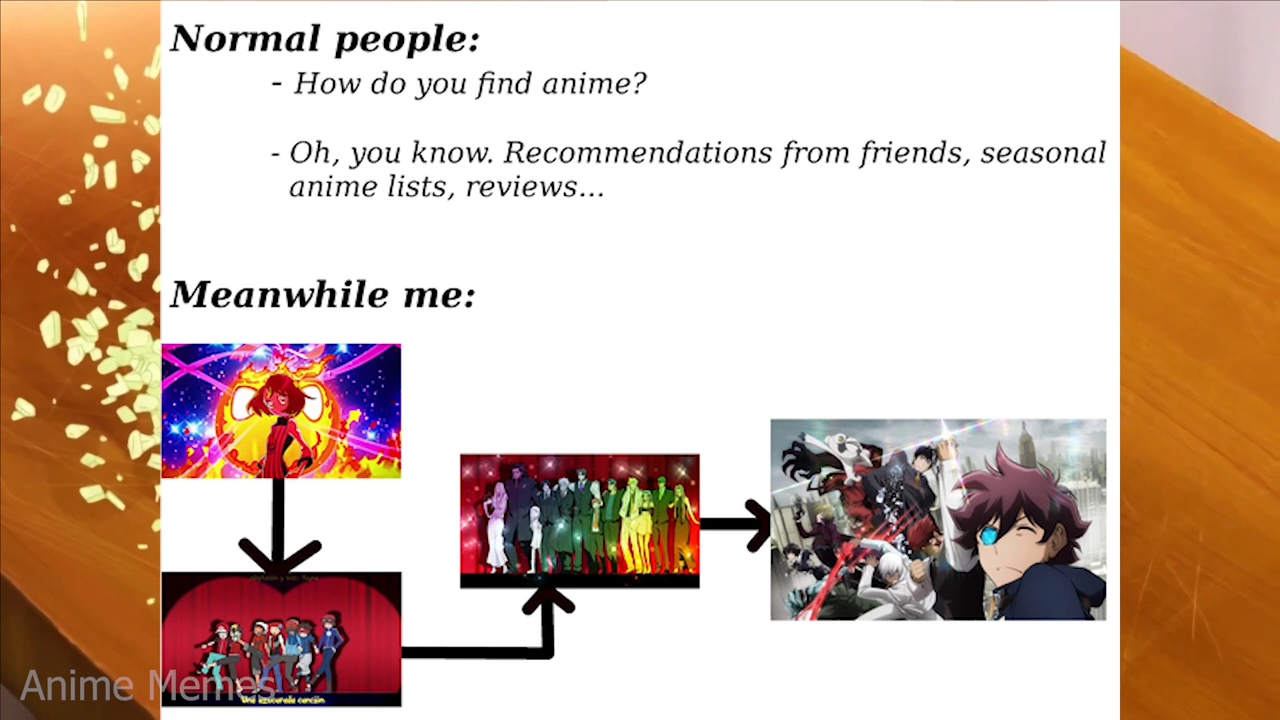 Normal people:
- How do you find anime?
- Oh, you know. Recommendations from friends, seasonal
anime lists, reviews...
Meanwhile me:
Una azucarada canción
Anime Memes